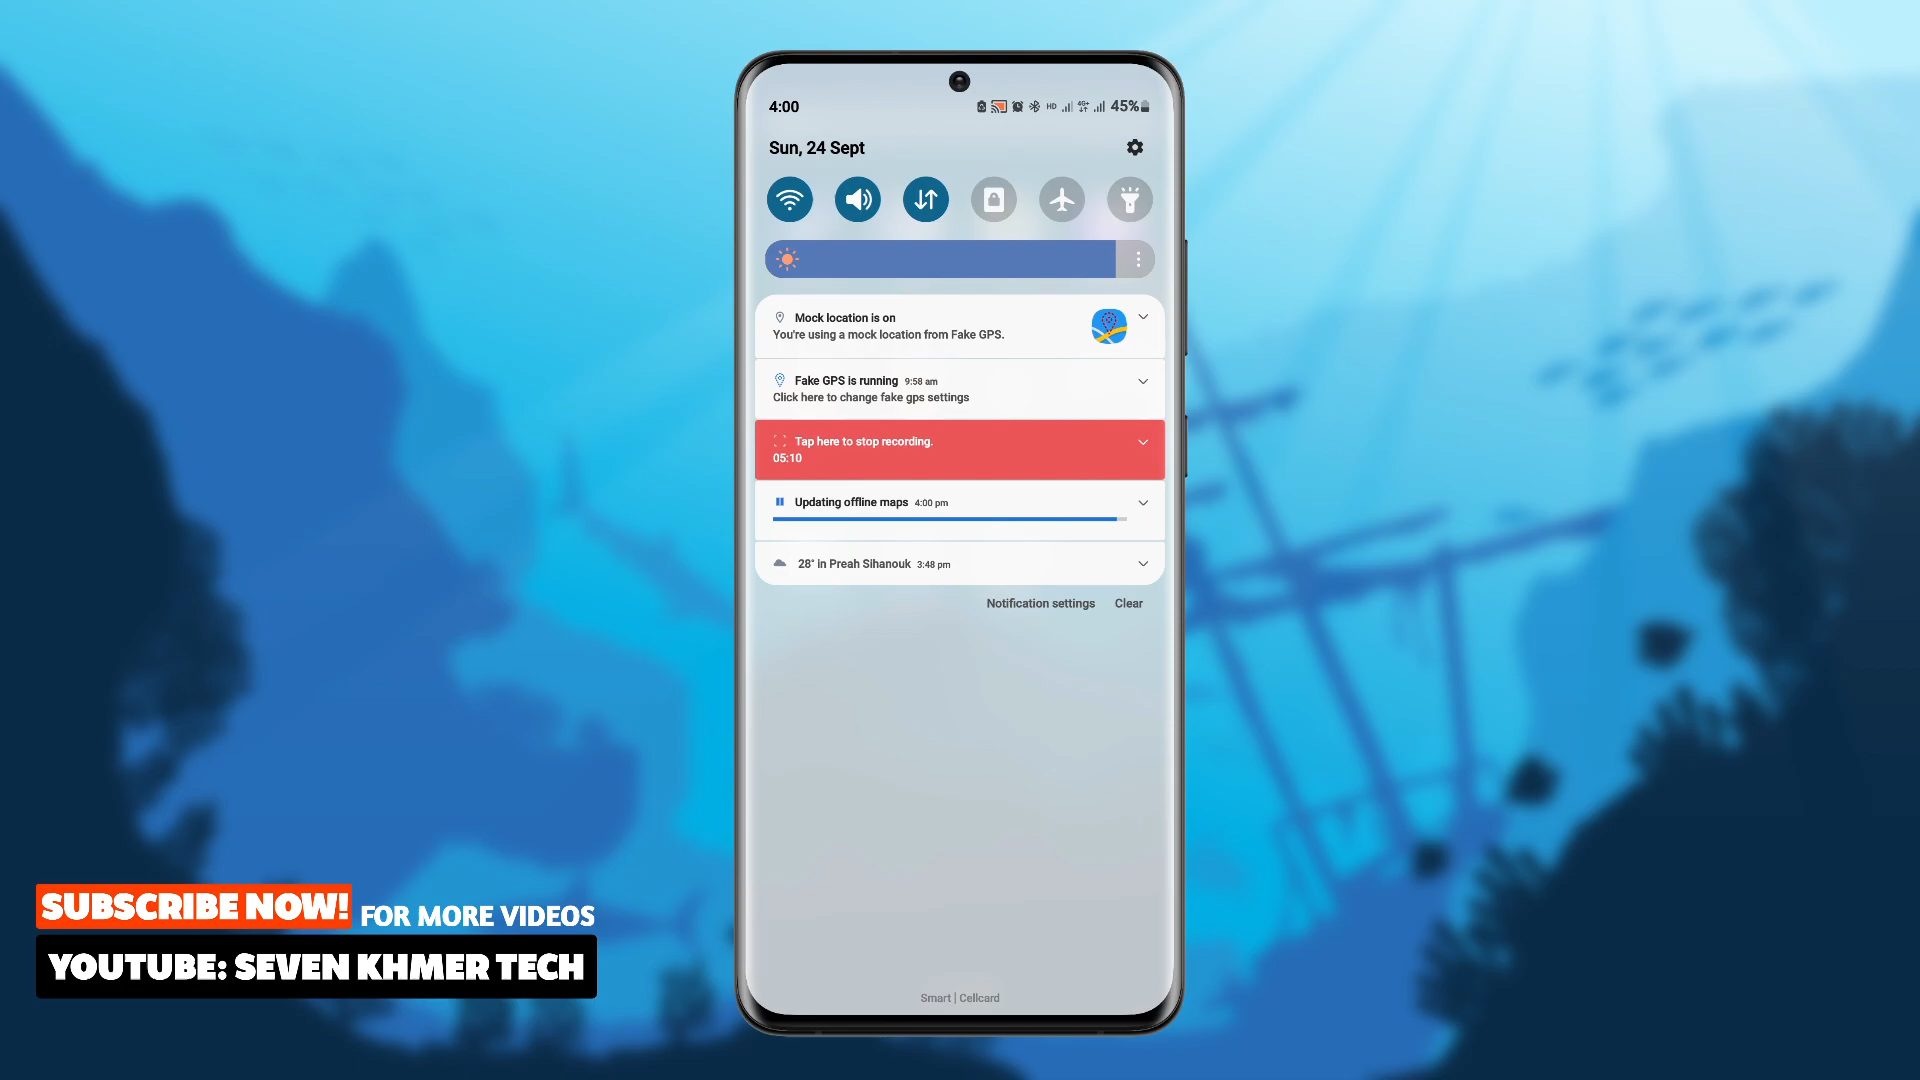 4:00
HD 4G+ 45%
Sun, 24 Sept
Mock location is on
You're using a mock location from Fake GPS.
Fake GPS is running 9:58 am
Click here to change fake gps settings
Tap here to stop recording.
05:10
Updating offline maps 4:00 pm
28° in Preah Sihanouk 3:48 pm
Notification settings Clear
Smart | Cellcard
SUBSCRIBE NOW! FOR MORE VIDEOS
YOUTUBE: SEVEN KHMER TECH